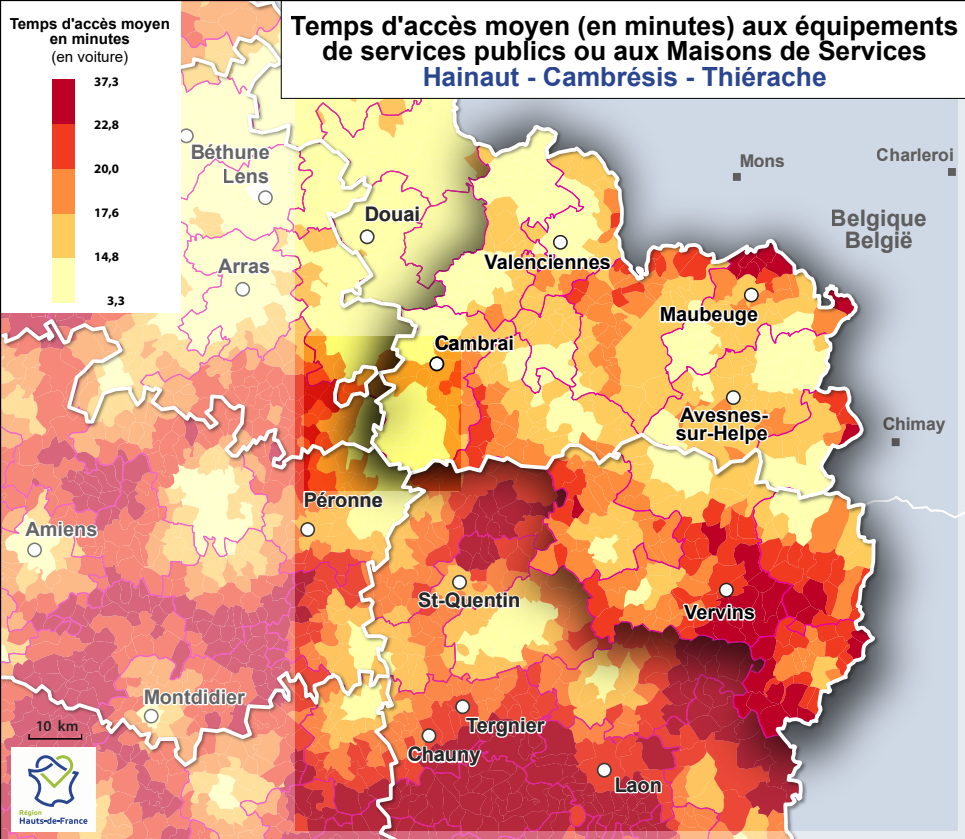 Temps d'accès moyen
en minutes
(en voiture)
37,3
22,8
20,0
17,6
14,8
3,3
Temps d'accès moyen (en minutes) aux équipements
de services publics ou aux Maisons de Services
Hainaut - Cambrésis - Thiérache
Béthune
Lens
Mons
Charleroi
Douai
Belgique
België
Valenciennes
Arras
Maubeuge
Cambrai
Avesnes-
sur-Helpe
Chimay
Péronne
Amiens
St-Quentin
Vervins
Montdidier
Tergnier
Chauny
Laon
10 km
Région
Hauts-de-France